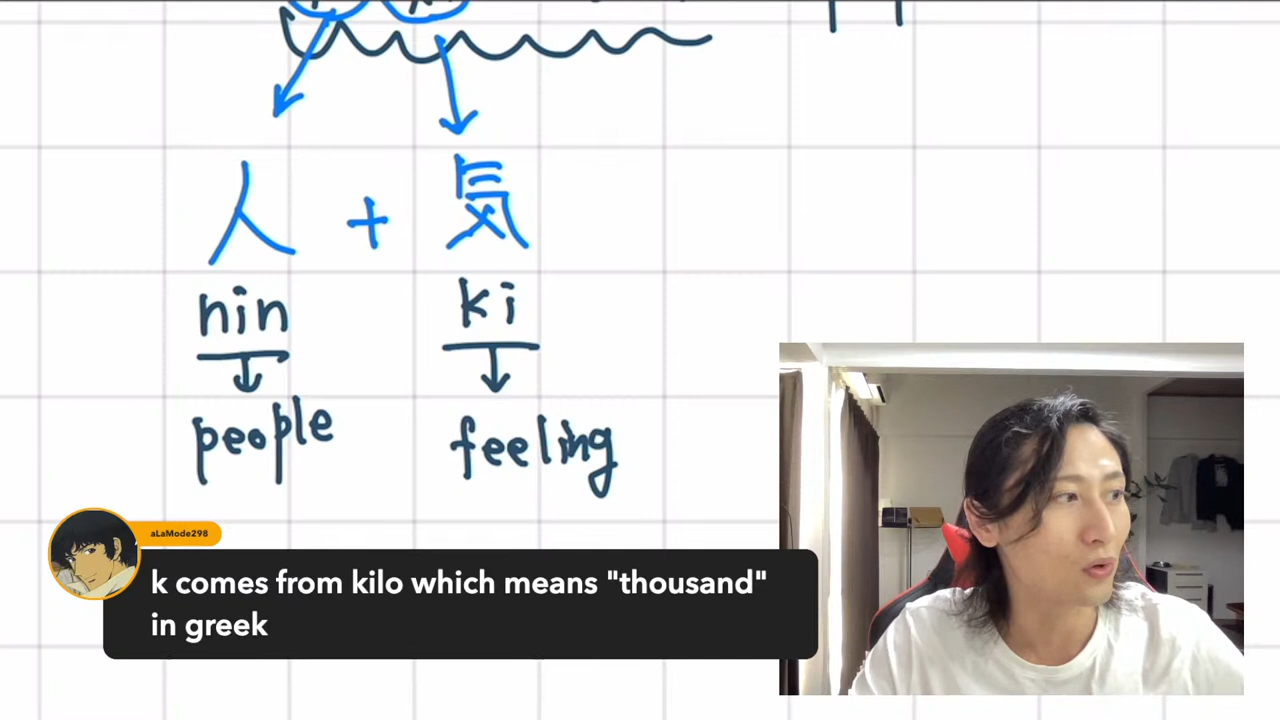 人 + 気
nin ki
people feeling
aLaMode298
k comes from kilo which means "thousand"
in greek